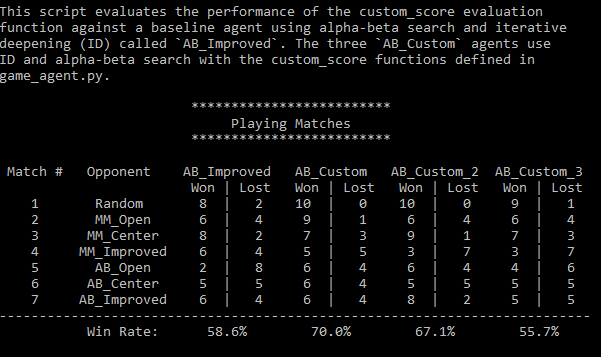 This script evaluates the performance of the custom_score evaluation
function against a baseline agent using alpha-beta search and iterative
deepening (ID) called `AB_Improved`. The three `AB_Custom` agents use
ID and alpha-beta search with the custom_score functions defined in
game_agent.py.
*************************
Playing Matches
*************************
Match # Opponent AB_Improved AB_Custom AB_Custom_2 AB_Custom_3
Won | Lost Won | Lost Won | Lost Won | Lost
1 Random 8 | 2 10 | 0 10 | 0 9 | 1
2 MM_Open 6 | 4 9 | 1 6 | 4 6 | 4
3 MM_Center 8 | 2 7 | 3 9 | 1 7 | 3
4 MM_Improved 6 | 4 5 | 5 3 | 7 3 | 7
5 AB_Open 2 | 8 6 | 4 6 | 4 4 | 6
6 AB_Center 5 | 5 6 | 4 5 | 5 5 | 5
7 AB_Improved 6 | 4 6 | 4 8 | 2 5 | 5
--------------------------------------------------------------------------
Win Rate: 58.6% 70.0% 67.1% 55.7%